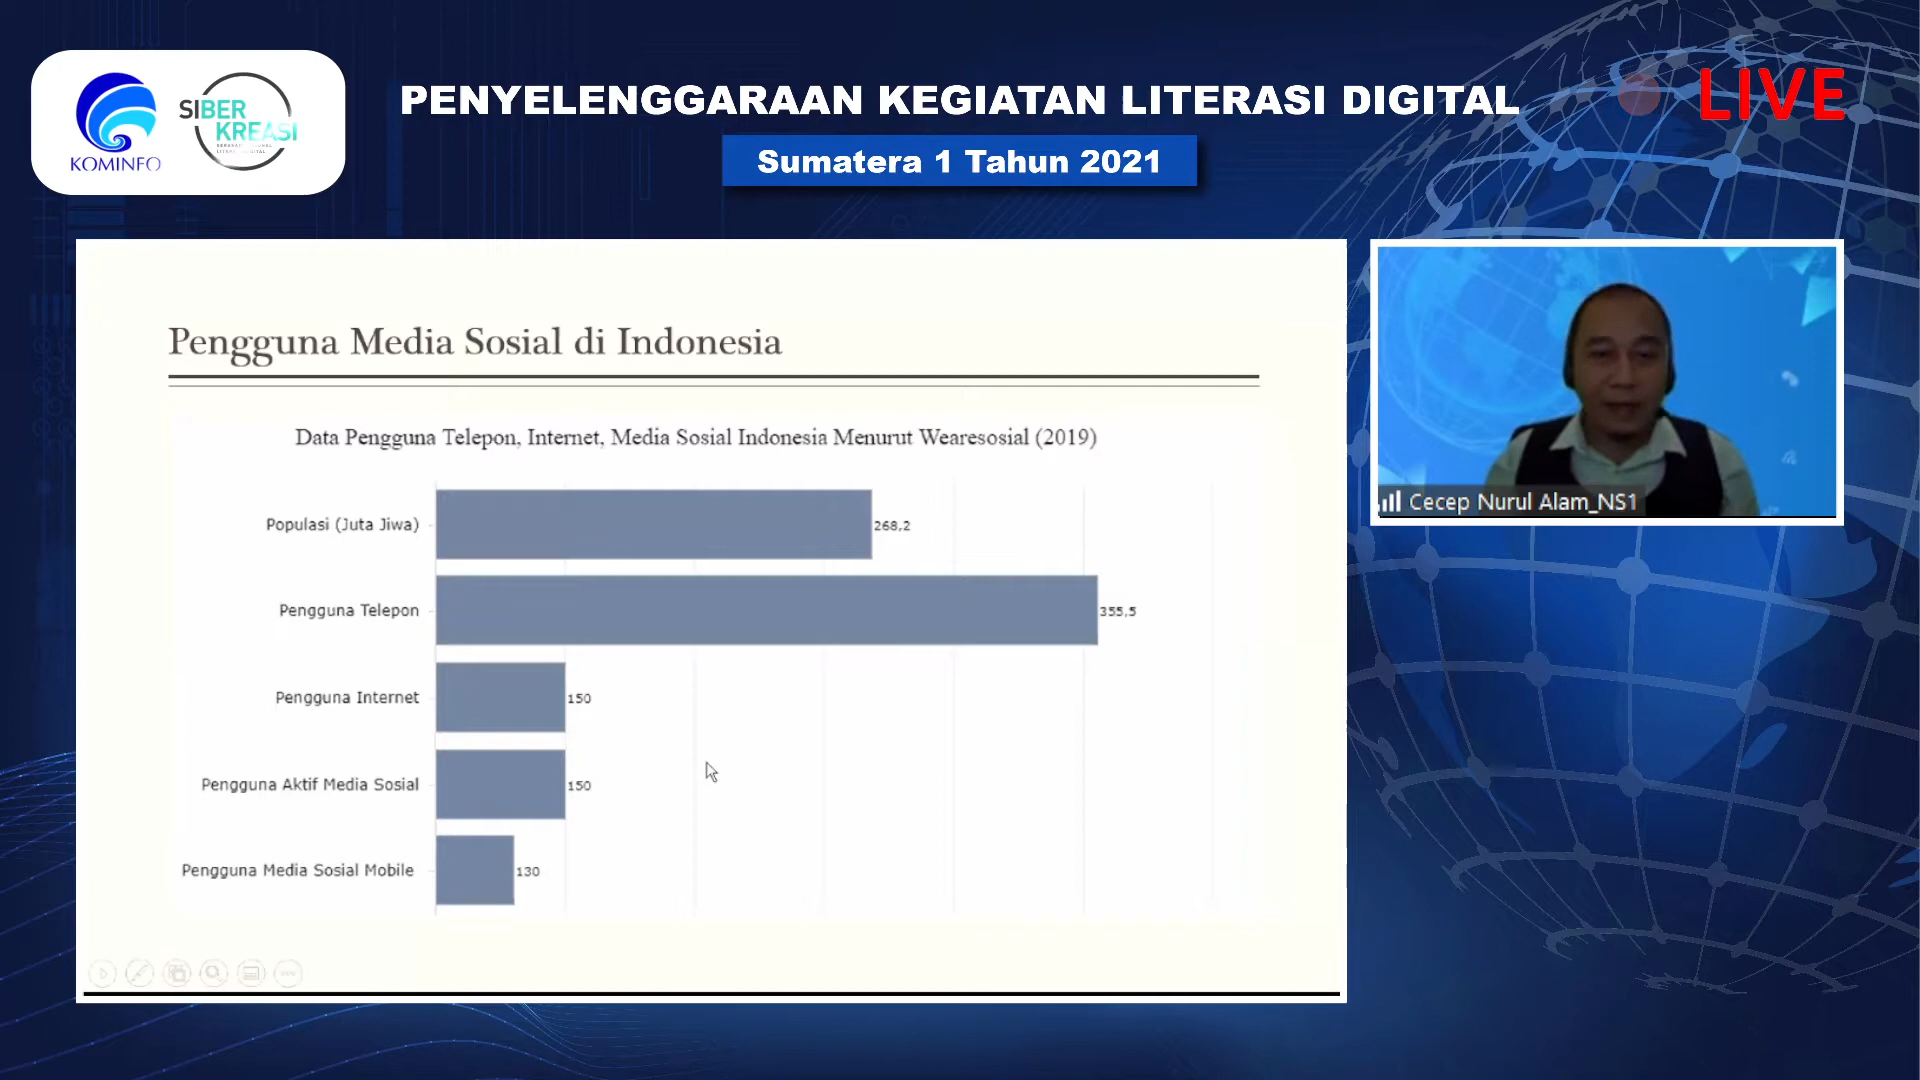 KOMINFO
SIBER
KREASI
PENYELENGGARAAN KEGIATAN LITERASI DIGITAL
Sumatera 1 Tahun 2021
LIVE
Pengguna Media Sosial di Indonesia
Data Pengguna Telepon, Internet, Media Sosial Indonesia Menurut Wearesosial (2019)
Populasi (Juta Jiwa) 268,2
Pengguna Telepon 355,5
Pengguna Internet 150
Pengguna Aktif Media Sosial 150
Pengguna Media Sosial Mobile 130
Cecep Nurul Alam_NS1